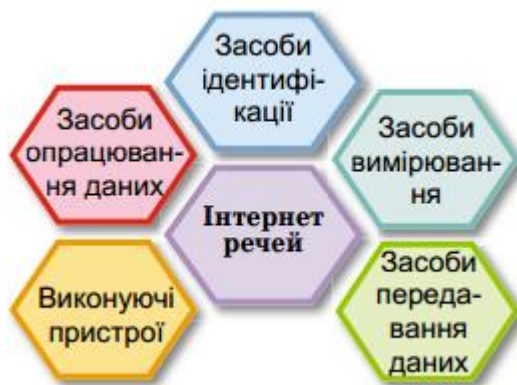 Засоби
ідентифі-
кації
Засоби
опрацюван-
ня даних
Засоби
вимірюван-
ня
Інтернет
речей
Виконуючі
пристрої
Засоби
переда-
вання
даних